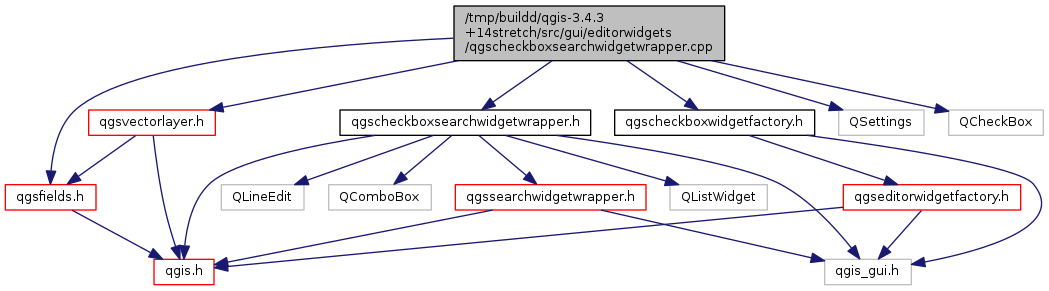 /tmp/buildd/qgis-3.4.3
+14stretch/src/gui/editorwidgets
/qgscheckboxsearchwidgetwrapper.cpp
qgsvectorlayer.h
qgscheckboxsearchwidgetwrapper.h
qgscheckboxwidgetfactory.h
QSettings
QCheckBox
qgsfields.h
QLineEdit
QComboBox
qgssearchwidgetwrapper.h
QListWidget
qgseditorwidgetfactory.h
qgis.h
qgis_gui.h